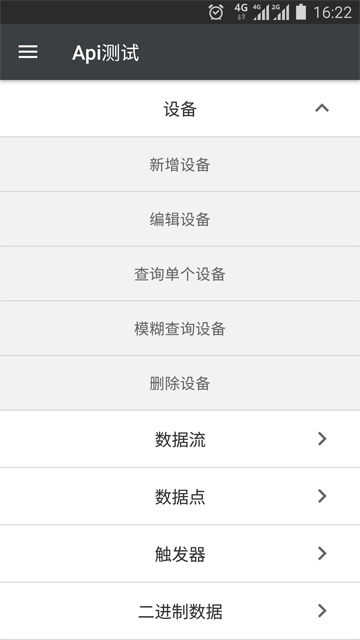 4G 4G 2G 16:22
Api测试
设备
新增设备
编辑设备
查询单个设备
模糊查询设备
删除设备
数据流
数据点
触发器
二进制数据